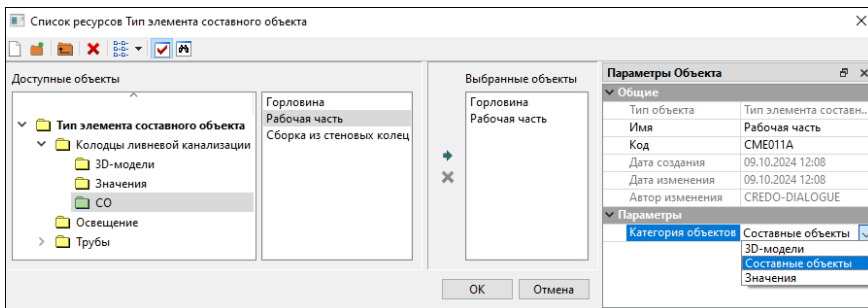 Список ресурсов Тип элемента составного объекта
Доступные объекты
Тип элемента составного объекта
Колодцы ливневой канализации
3D-модели
Значения
СО
Освещение
Трубы
Горловина
Рабочая часть
Сборка из стеновых колец
Выбранные объекты
Горловина
Рабочая часть
ОК
Отмена
Параметры Объекта
Общие
Тип объекта Тип элемента составн...
Имя Рабочая часть
Код CME011A
Дата создания 09.10.2024 12:08
Дата изменения 09.10.2024 12:08
Автор изменения CREDO-DIALOGUE
Параметры
Категория объектов Составные объекты
3D-модели
Составные объекты
Значения